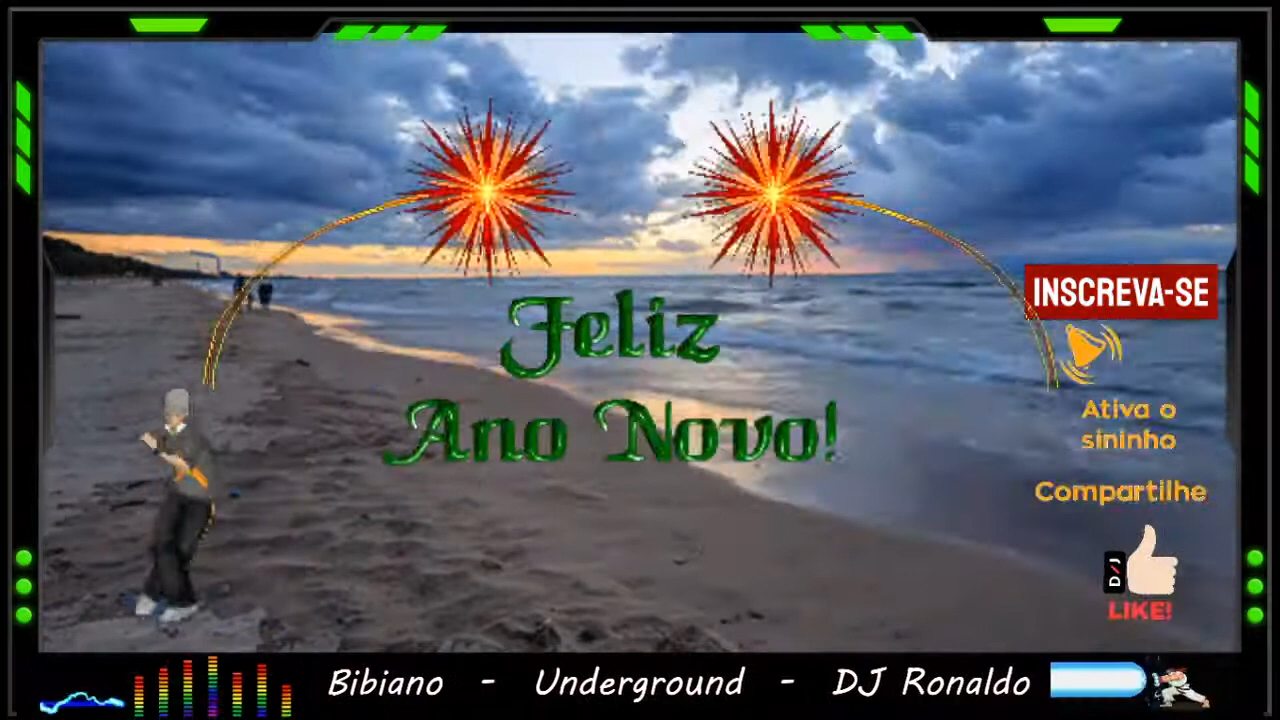 Feliz
Ano Novo!
INSCREVA-SE
Ativa o
sininho
Compartilhe
D/J
LIKE!
Bibiano - Underground - DJ Ronaldo